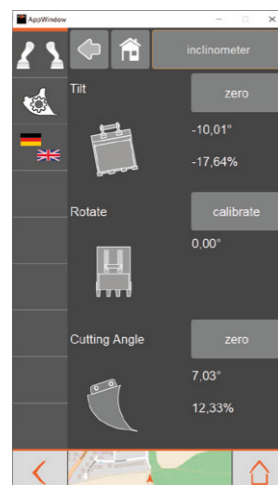 AppWindow
inclinometer
Tilt
zero
-10,01°
-17,64%
Rotate
calibrate
0,00°
Cutting Angle
zero
7,03°
12,33%